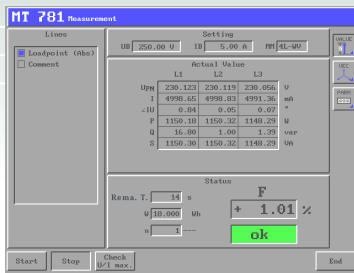 MT 781 Measurement
Lines
Loadpoint (Abs)
Comment
Setting
UB 250.00 V IB 5.00 A MM 4L-WV
Actual Value
L1 L2 L3
UPN 230.123 230.119 230.056 V
I 4998.65 4998.83 4991.36 mA
∠IU 0.84 0.05 0.07 °
P 1150.18 1150.32 1148.29 W
Q 16.80 1.00 1.39 var
S 1150.30 1150.32 1148.29 VA
Status
Rema. T. 14 s
W 18.000 Wh
n 1 ---
F
+ 1.01 %
ok
VALUE
VEC
PARM
Start Stop Check U/I max. End